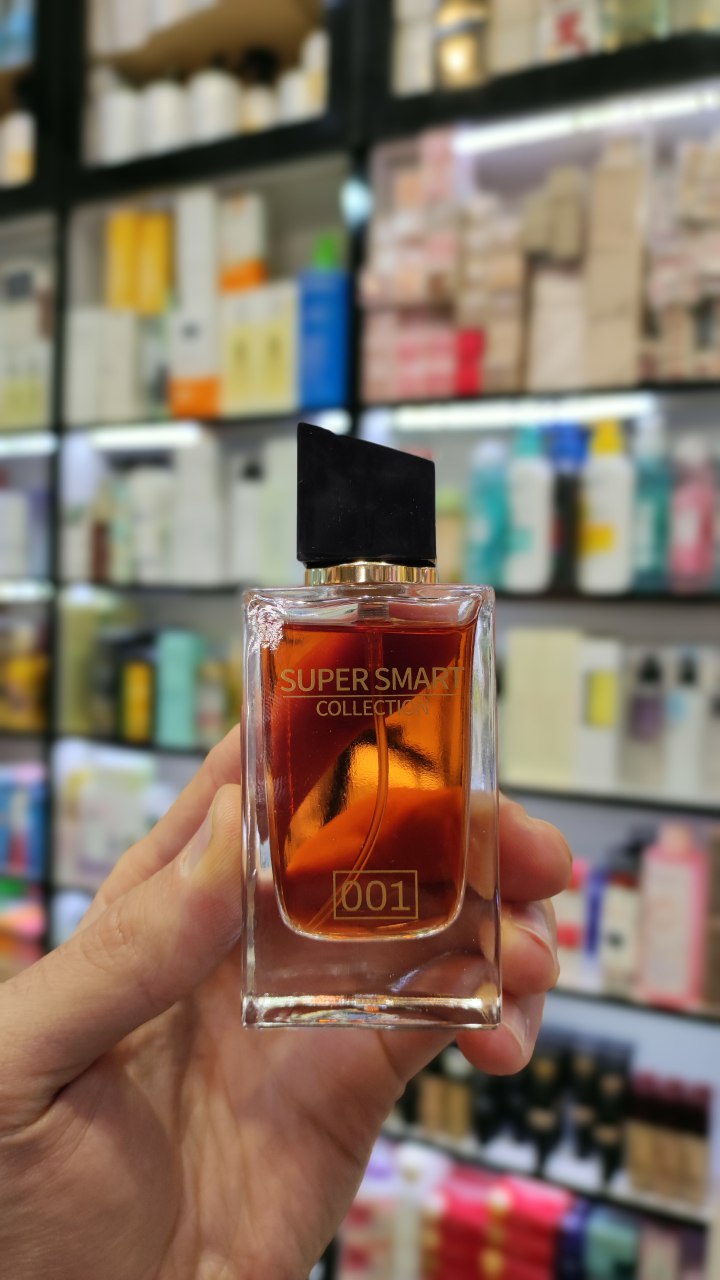 SUPER SMART
COLLECTION
001